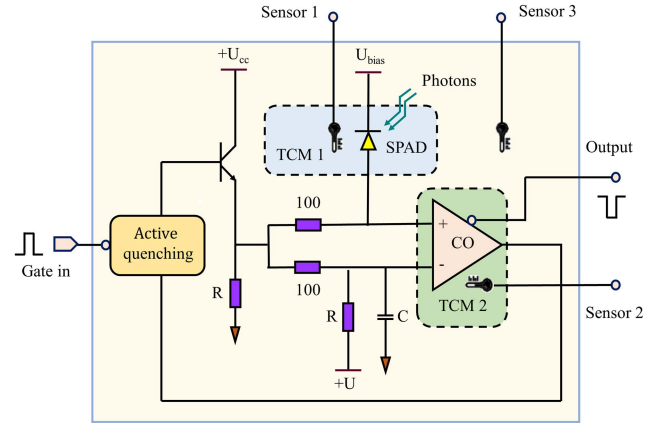 Sensor 1
Sensor 3
+Ucc
Ubias
Photons
TCM 1
SPAD
Output
100
+
CO
-
Active
quenching
Gate in
100
R
R
C
TCM 2
Sensor 2
+U